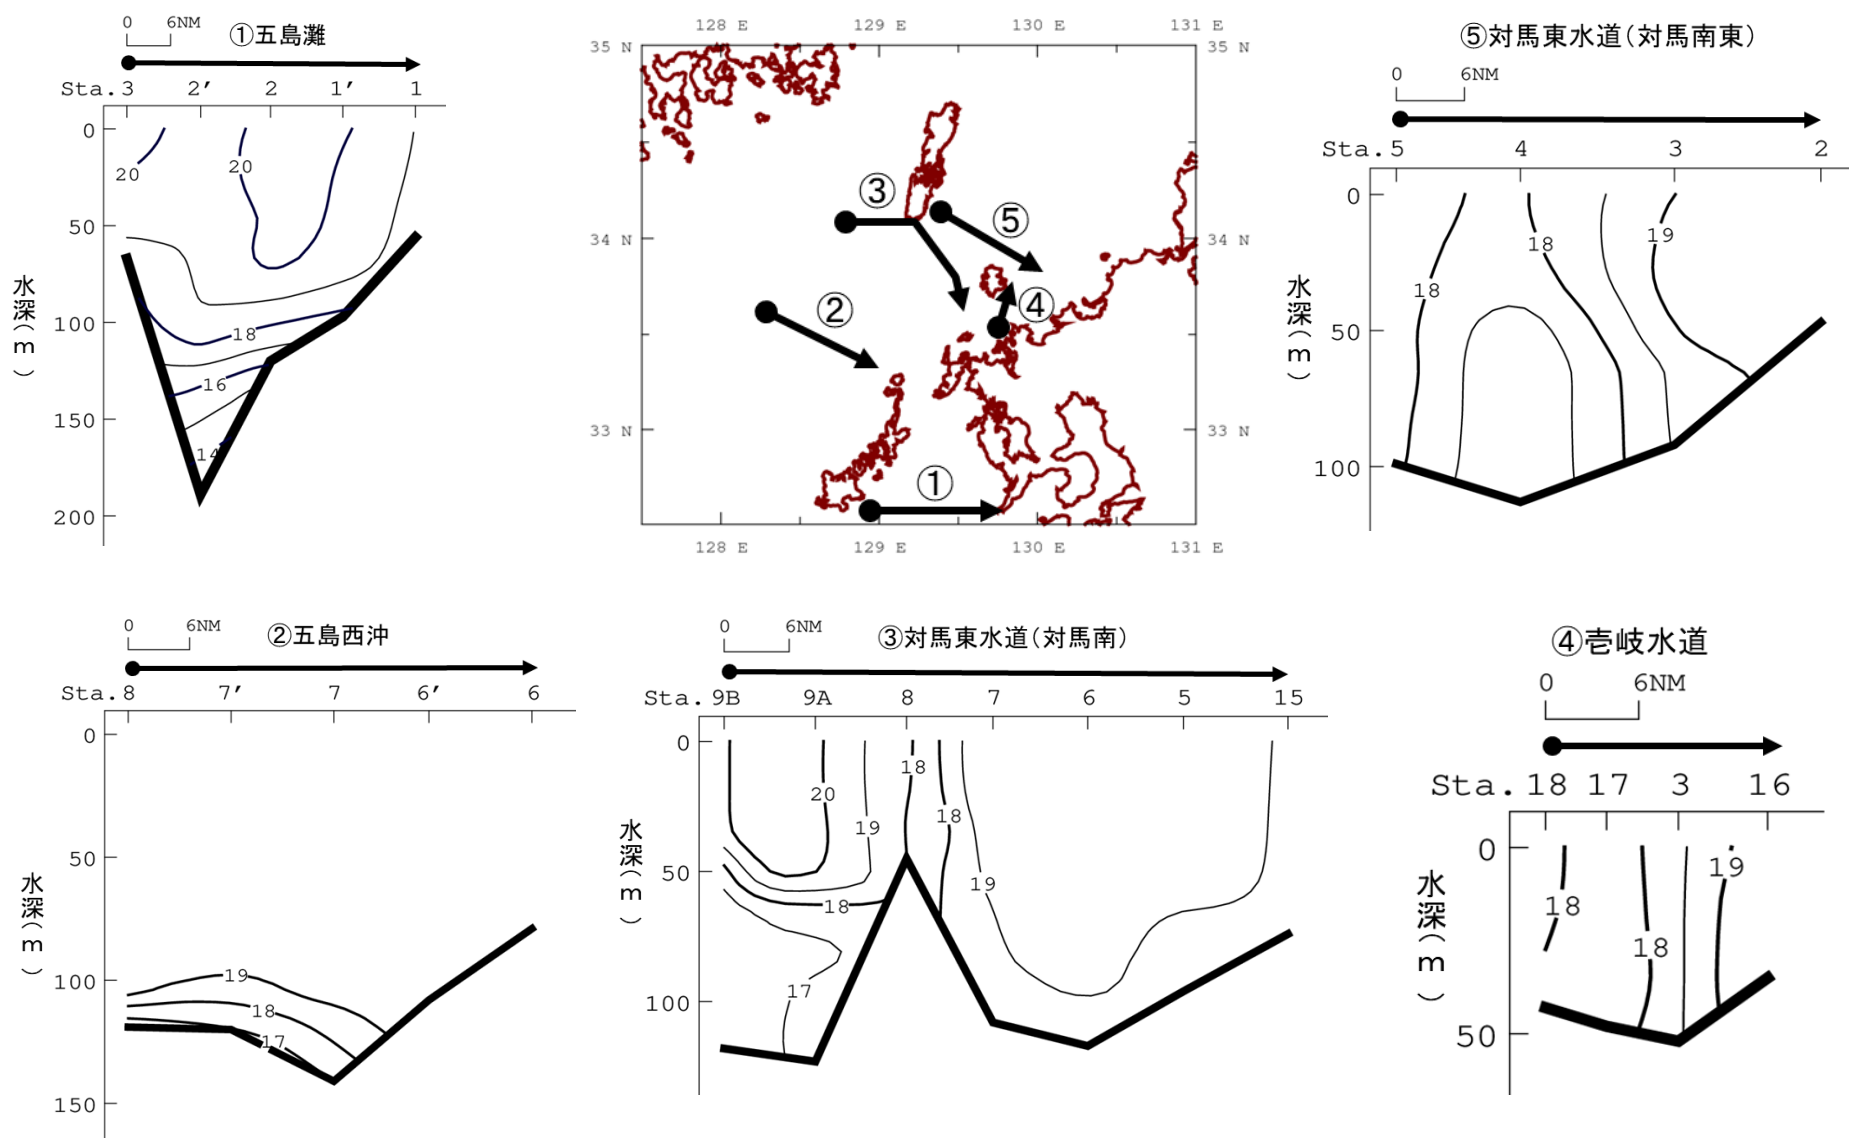 0 6NM
①五島灘
Sta.3 2′ 2 1′ 1
0
50
100
150
200
水深(m)
20
20
18
16
14
128 E 129 E 130 E 131 E
35 N 35 N
34 N 34 N
33 N 33 N
128 E 129 E 130 E 131 E
③
⑤
②
④
①
⑤対馬東水道(対馬南東)
0 6NM
Sta.5 4 3 2
0
50
100
水深(m)
18
18
19
0 6NM
②五島西沖
Sta.8 7′ 7 6′ 6
0
50
100
150
水深(m)
19
18
17
0 6NM
③対馬東水道(対馬南)
Sta.9B 9A 8 7 6 5 15
0
50
100
水深(m)
20
19
18
18
18
19
17
④壱岐水道
0 6NM
Sta.18 17 3 16
0
50
水深(m)
18
18
19